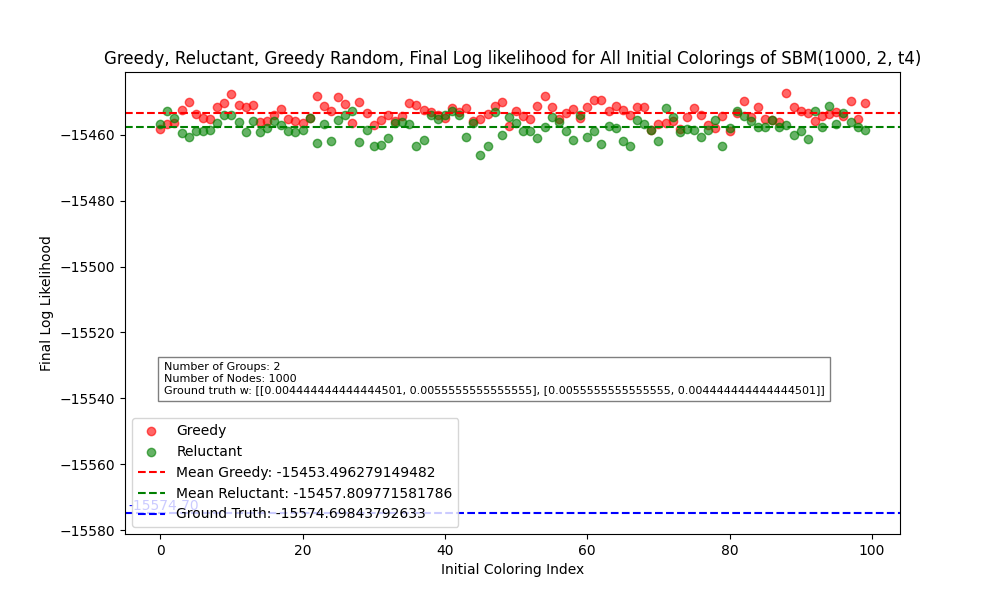 Greedy, Reluctant, Greedy Random, Final Log likelihood for All Initial Colorings of SBM(1000, 2, t4)
Final Log Likelihood
−15460
−15480
−15500
−15520
−15540
−15560
−15580
Number of Groups: 2
Number of Nodes: 1000
Ground truth w: [[0.004444444444444501, 0.0055555555555555], [0.0055555555555555, 0.004444444444444501]]
Greedy
Reluctant
Mean Greedy: -15453.496279149482
Mean Reluctant: -15457.809771581786
-15574.70
Ground Truth: -15574.69843792633
0
20
40
60
80
100
Initial Coloring Index